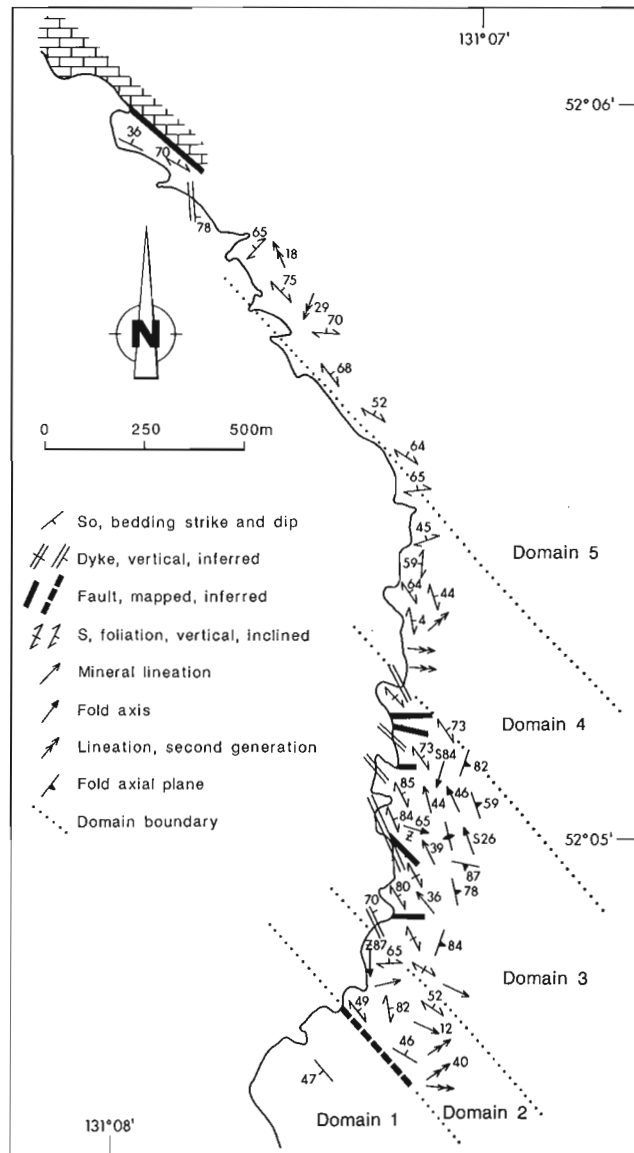 131°07'
52°06'
36
70
78
65
18
75
29
70
N
68
52
0 250 500m
64
65
45
Domain 5
59
64
44
4
So, bedding strike and dip
Dyke, vertical, inferred
Fault, mapped, inferred
S, foliation, vertical, inclined
Mineral lineation
Fold axis
Lineation, second generation
Fold axial plane
Domain boundary
Domain 4
73
73
S84
82
85
44
46
59
84
65
Z
39
S26
52°05'
87
78
80
36
70
Z87
84
65
Domain 3
49
82
52
12
46
40
47
Domain 1
Domain 2
131°08'